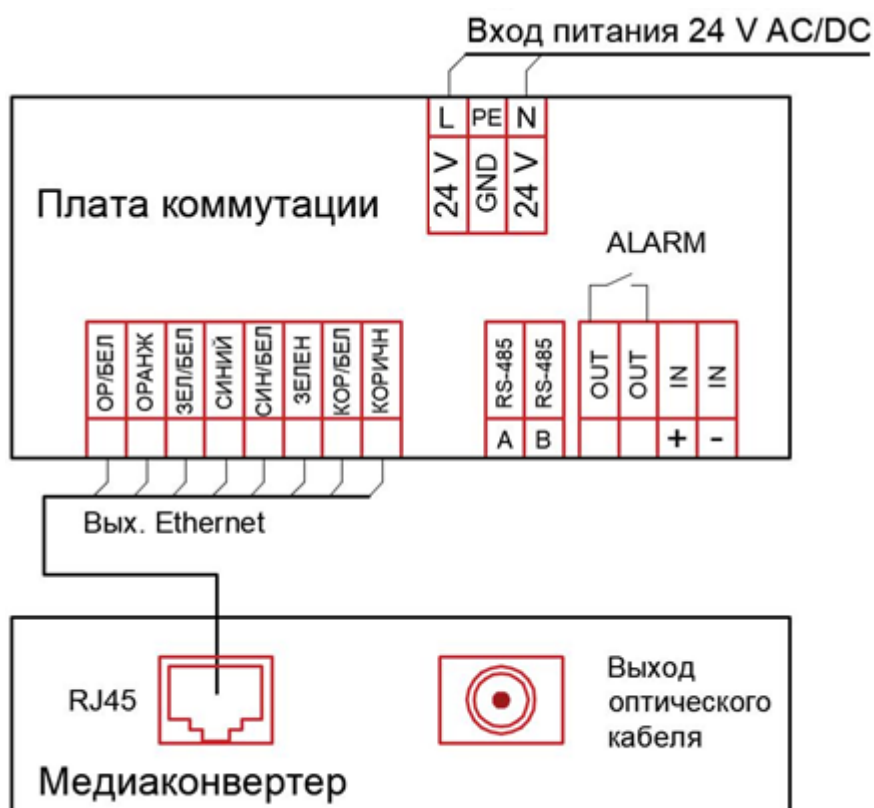 Вход питания 24 V AC/DC
L PE N
24 V GND 24 V
Плата коммутации
ALARM
ОР/БЕЛ ОРАНЖ ЗЕЛ/БЕЛ СИНИЙ СИН/БЕЛ ЗЕЛЕН КОР/БЕЛ КОРИЧН
RS-485 RS-485
OUT OUT IN IN
A B
+ -
Вых. Ethernet
RJ45
Выход
оптического
кабеля
Медиаконвертер